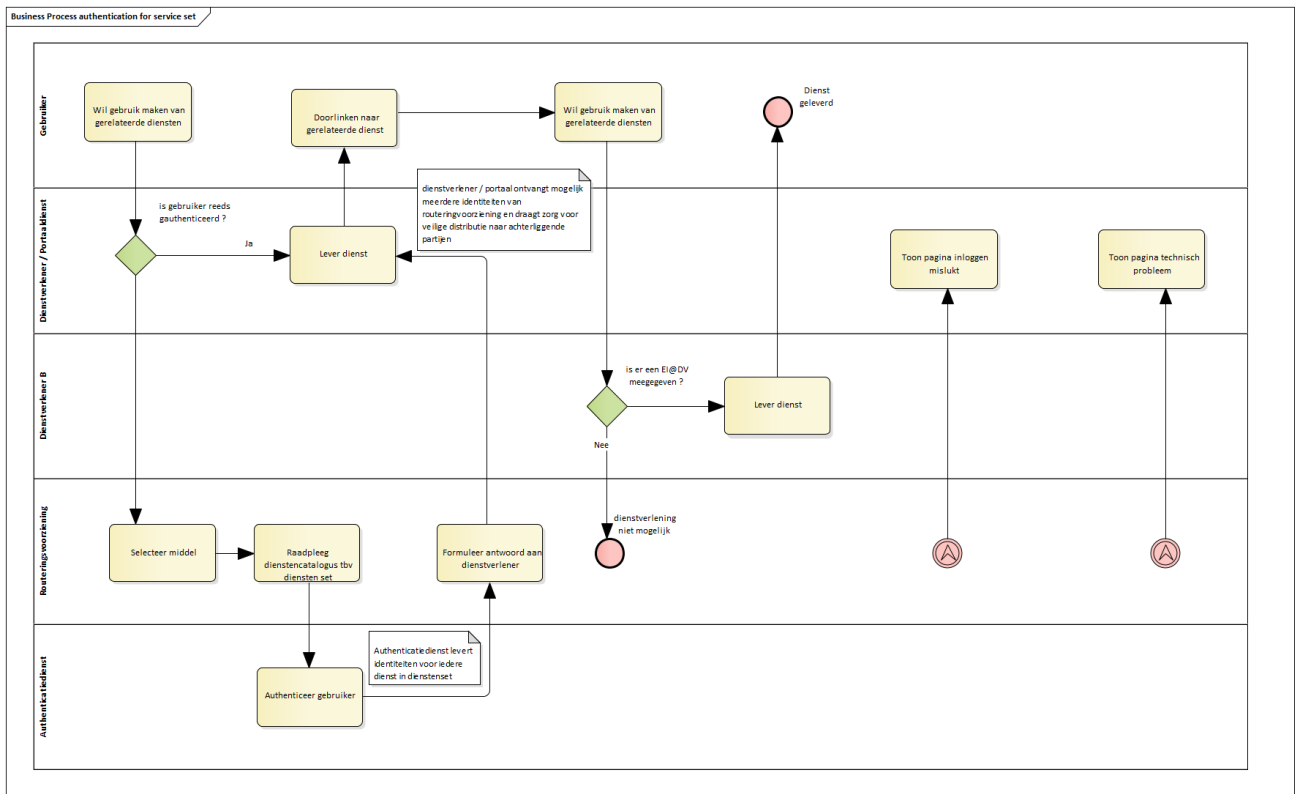 Business Process authentication for service set
Gebruiker
Wil gebruik maken van
gerelateerde diensten
Doorlinken naar
gerelateerde dienst
Wil gebruik maken van
gerelateerde diensten
Dienst
geleverd
Dienstverlener / Portaaldienst
is gebruiker reeds
gauthenticeerd ?
Ja
Lever dienst
dienstverlener / portaal ontvangt mogelijk
meerdere identiteiten van
routeringvoorziening en draagt zorg voor
veilige distributie naar achterliggende
partijen
Toon pagina inloggen
mislukt
Toon pagina technisch
probleem
Dienstverlener B
is er een EI@DV
meegegeven ?
Nee
Lever dienst
Routeringsvoorziening
Selecteer middel
Raadpleeg
dienstencatalogus tbv
diensten set
Formuleer antwoord aan
dienstverlener
dienstverlening
niet mogelijk
Authenticatiedienst
Authenticeer gebruiker
Authenticatiedienst levert
identiteiten voor iedere
dienst in dienstenset